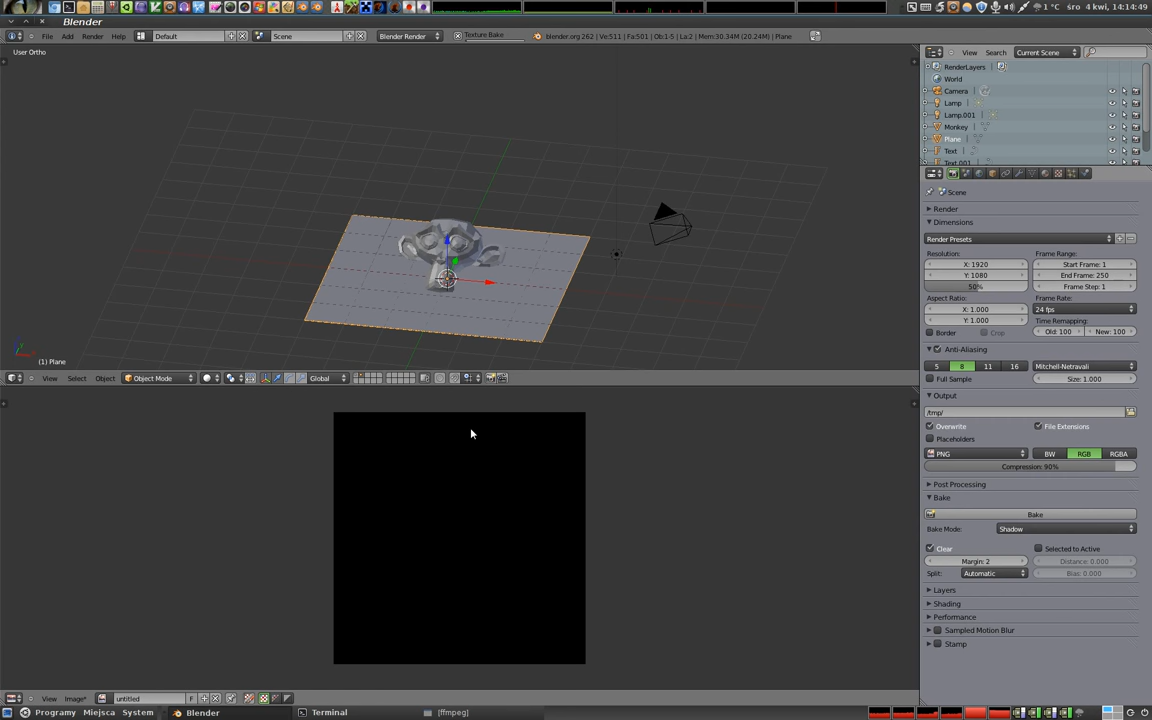 1 °C śro 4 kwi, 14:14:49
Blender
File Add Render Help Default Scene Blender Render Texture Bake blender.org 262 | Ve:511 | Fa:501 | Ob:1-5 | La:2 | Mem:30.34M (20.24M) | Plane
User Ortho
(1) Plane
View Select Object Object Mode Global
View Image* untitled F
View Search Current Scene
RenderLayers
World
Camera
Lamp
Lamp.001
Monkey
Plane
Text
Text.001
Scene
Render
Dimensions
Render Presets
Resolution: Frame Range:
X: 1920 Start Frame: 1
Y: 1080 End Frame: 250
50% Frame Step: 1
Aspect Ratio: Frame Rate:
X: 1.000 24 fps
Y: 1.000 Time Remapping:
Border Crop Old: 100 New: 100
Anti-Aliasing
5 8 11 16 Mitchell-Netravali
Full Sample Size: 1.000
Output
/tmp/
Overwrite File Extensions
Placeholders
PNG BW RGB RGBA
Compression: 90%
Post Processing
Bake
Bake
Bake Mode: Shadow
Clear Selected to Active
Margin: 2 Distance: 0.000
Split: Automatic Bias: 0.000
Layers
Shading
Performance
Sampled Motion Blur
Stamp
Programy Miejsca System Blender Terminal [ffmpeg]